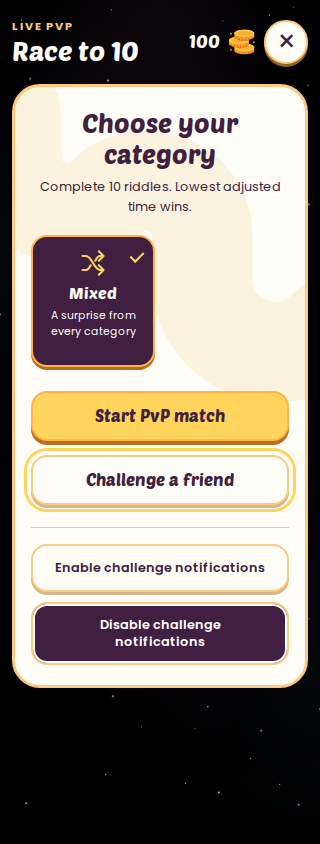 LIVE PVP
Race to 10
100
Choose your
category
Complete 10 riddles. Lowest adjusted
time wins.
Mixed
A surprise from
every category
Start PvP match
Challenge a friend
Enable challenge notifications
Disable challenge
notifications